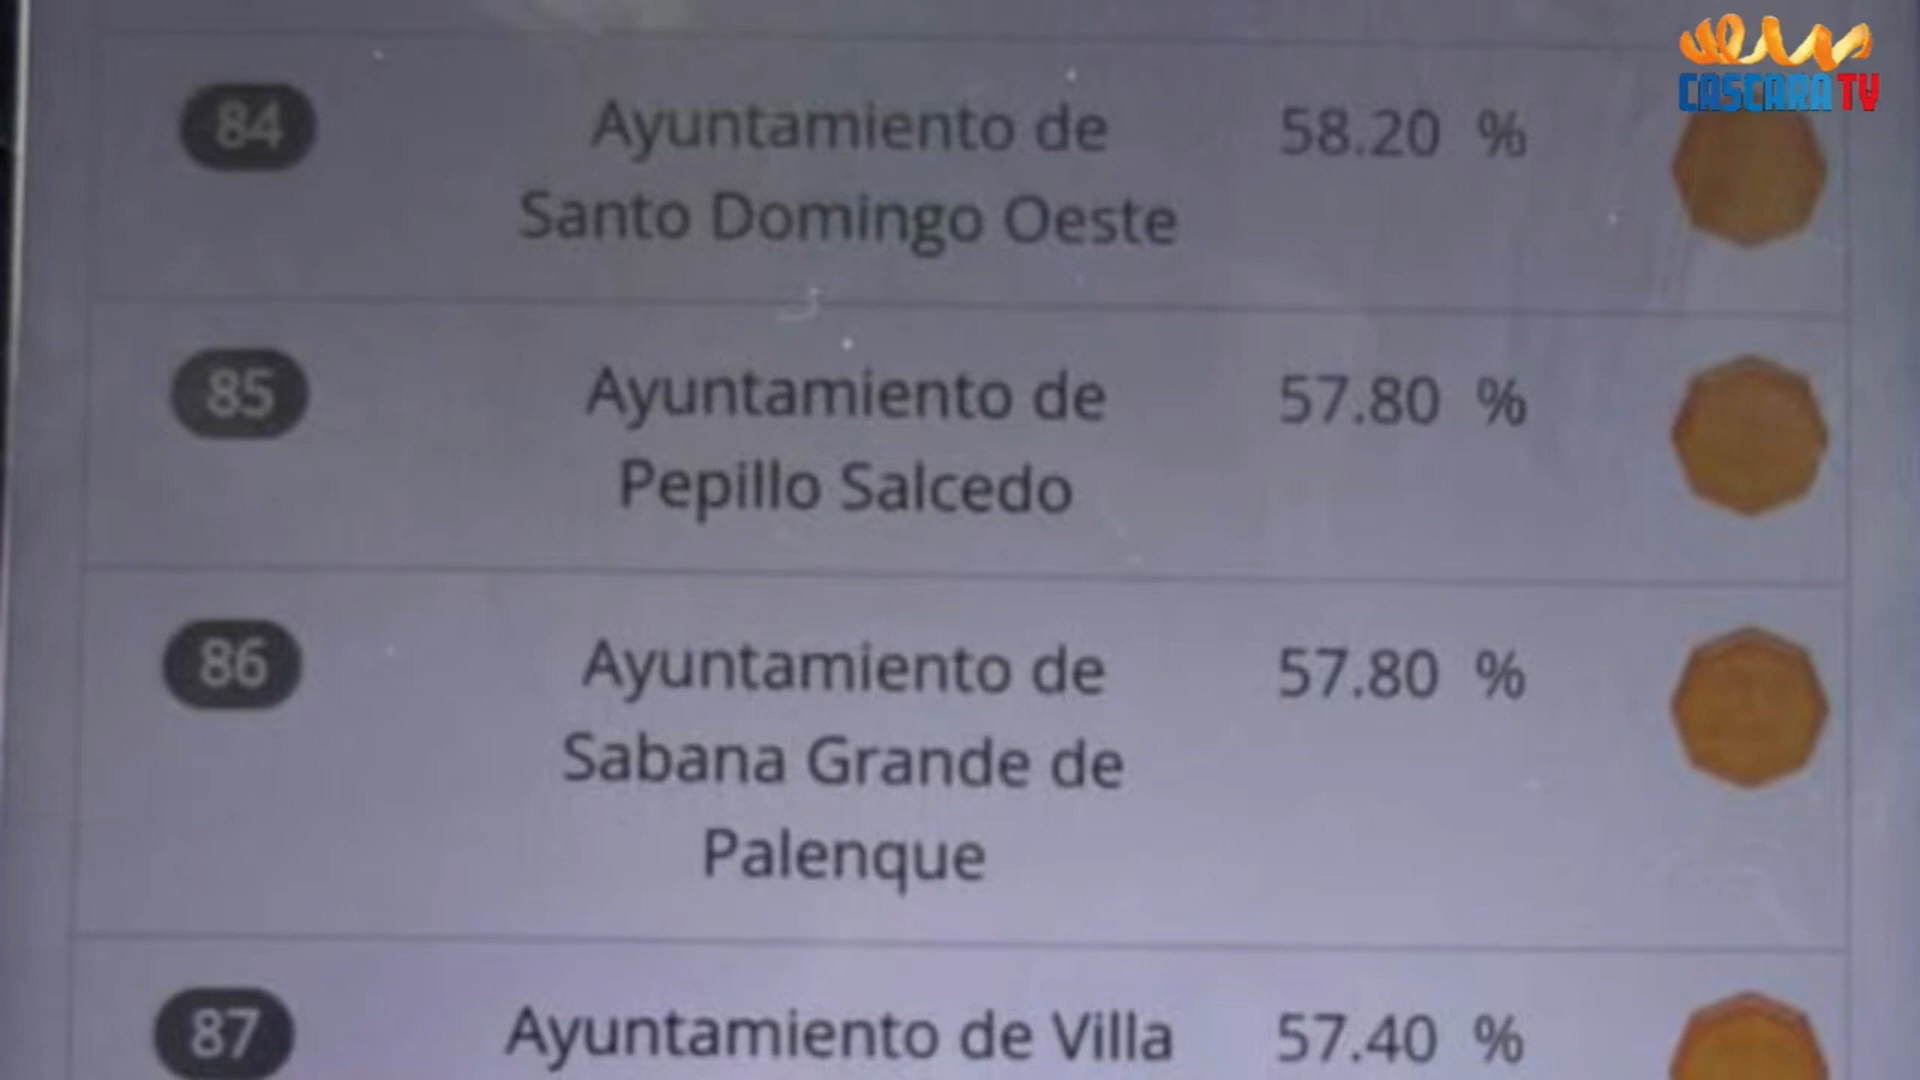 CASCARA TV
84 Ayuntamiento de 58.20 %
Santo Domingo Oeste
85 Ayuntamiento de 57.80 %
Pepillo Salcedo
86 Ayuntamiento de 57.80 %
Sabana Grande de
Palenque
87 Ayuntamiento de Villa 57.40 %